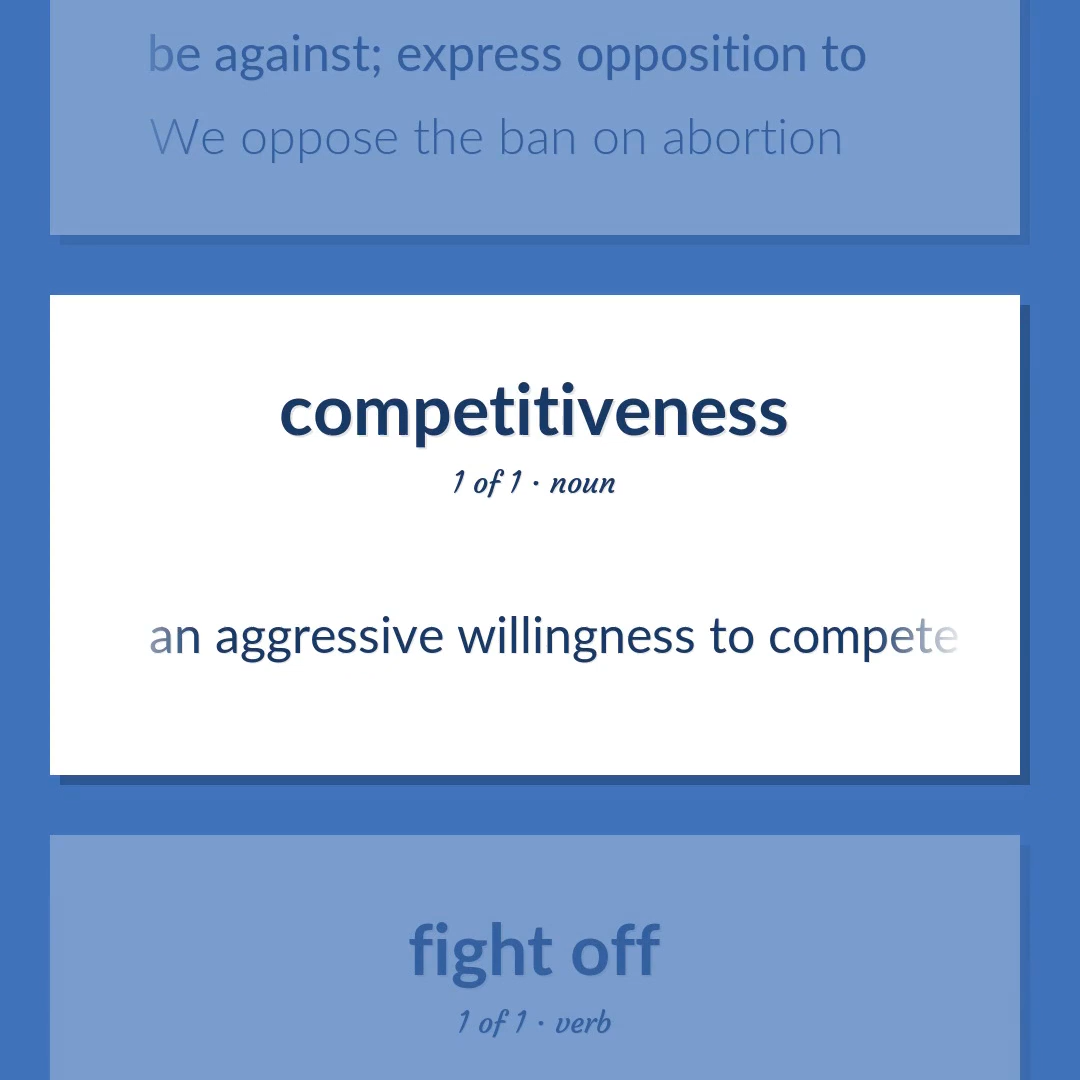 be against; express opposition to
We oppose the ban on abortion
competitiveness
1 of 1 · noun
an aggressive willingness to compete
fight off
1 of 1 · verb